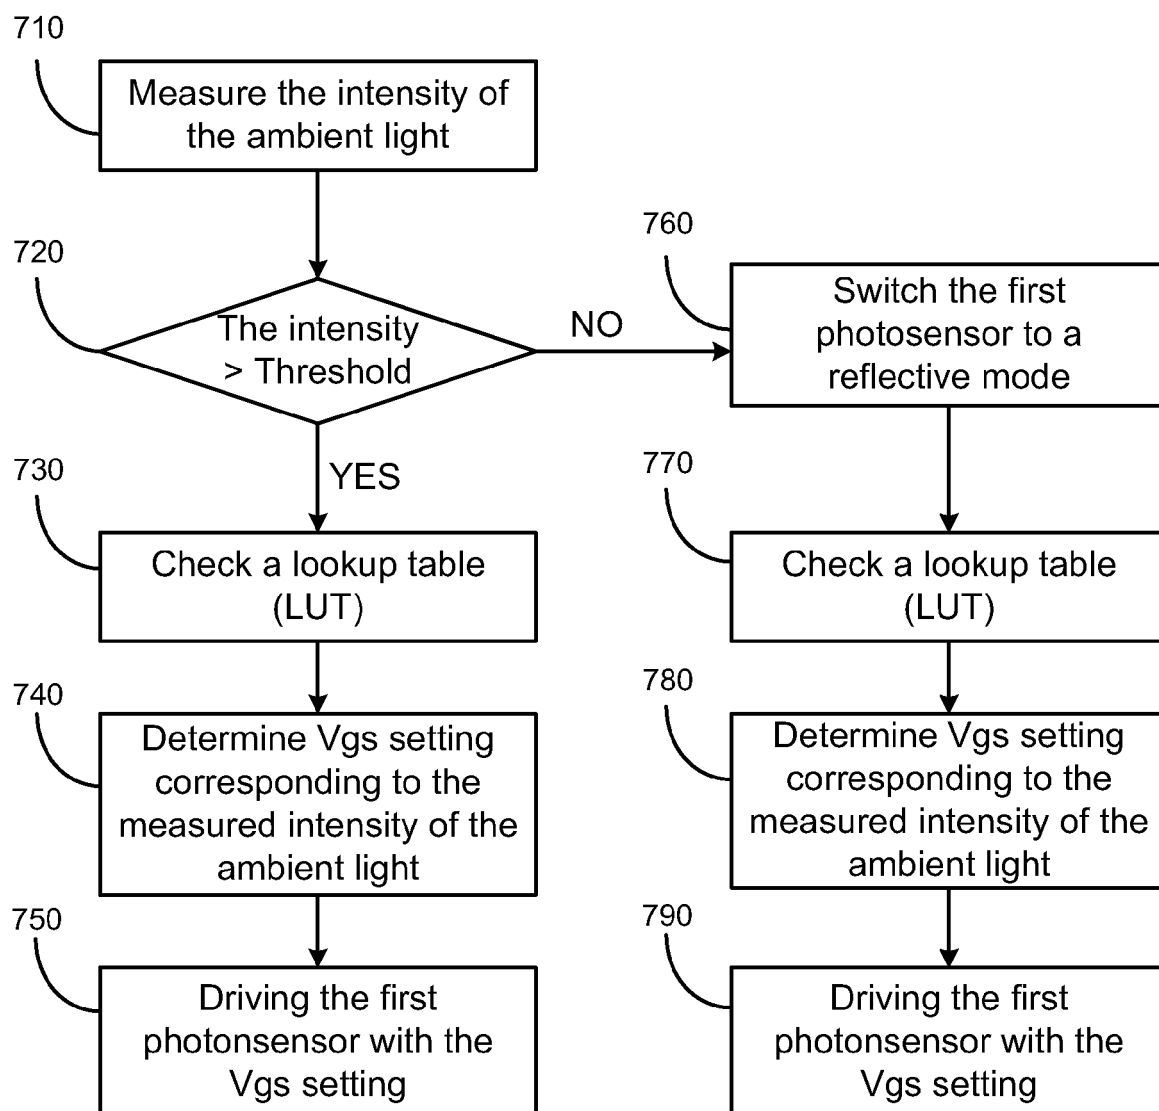 710
Measure the intensity of
the ambient light
720
The intensity
> Threshold
NO
760
Switch the first
photosensor to a
reflective mode
YES
730
Check a lookup table
(LUT)
740
Determine Vgs setting
corresponding to the
measured intensity of the
ambient light
750
Driving the first
photonsensor with the
Vgs setting
770
Check a lookup table
(LUT)
780
Determine Vgs setting
corresponding to the
measured intensity of the
ambient light
790
Driving the first
photonsensor with the
Vgs setting